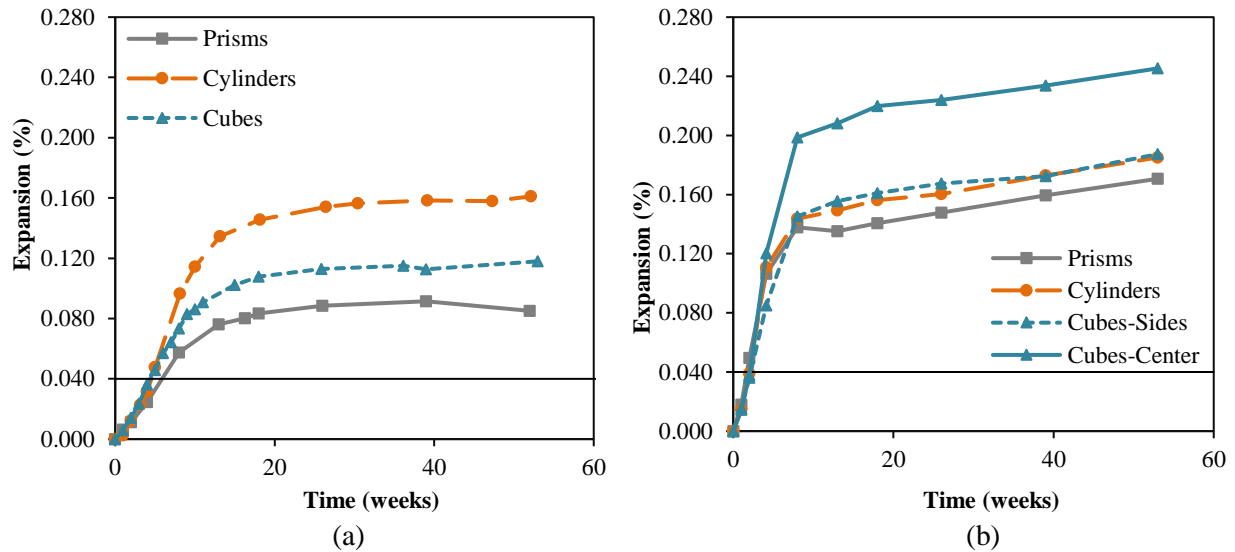 0.280
0.240
0.200
0.160
0.120
0.080
0.040
0.000
Expansion (%)
Prisms
Cylinders
Cubes
0
20
40
60
Time (weeks)
(a)
0.280
0.240
0.200
0.160
0.120
0.080
0.040
0.000
Expansion (%)
Prisms
Cylinders
Cubes-Sides
Cubes-Center
0
20
40
60
Time (weeks)
(b)